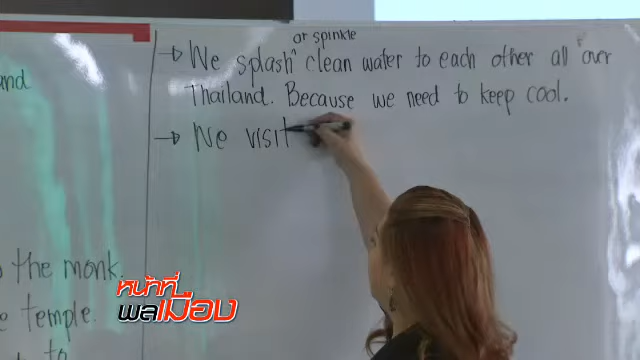 or spinkle
→ We splash^ clean water to each other all over
Thailand. Because we need to keep cool.
→ We visit
and
the monk.
temple.
to
หน้าที่
พลเมือง